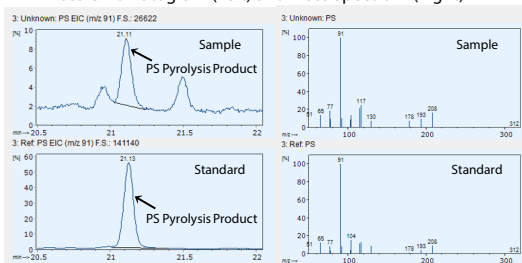 3: Unknown: PS EIC (m/z 91) F.S.: 26622
[%]
10
8
6
4
2
0
21.11
Sample
PS Pyrolysis Product
min--> 20.5 21 21.5 22
3: Unknown: PS
[%]
100
80
60
40
20
0
Sample
51 65 77 91 117 130 178 193 208 312
m/z--> 100 200 300
3: Ref: PS EIC (m/z 91) F.S.: 141140
[%]
60
50
40
30
20
10
0
21.13
Standard
PS Pyrolysis Product
min--> 20.5 21 21.5 22
3: Ref: PS
[%]
100
80
60
40
20
0
Standard
51 65 77 91 104 178 193 208 312
m/z--> 100 200 300